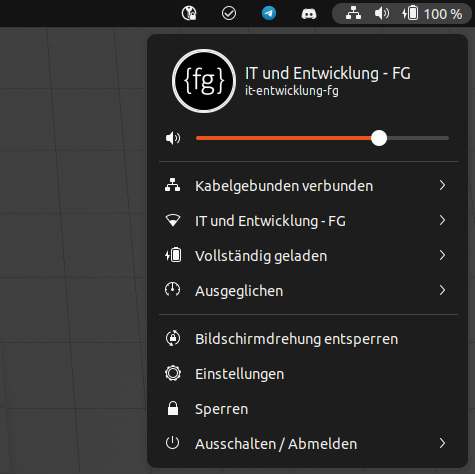 100 %
{fg}
IT und Entwicklung - FG
it-entwicklung-fg
Kabelgebunden verbunden
IT und Entwicklung - FG
Vollständig geladen
Ausgeglichen
Bildschirmdrehung entsperren
Einstellungen
Sperren
Ausschalten / Abmelden